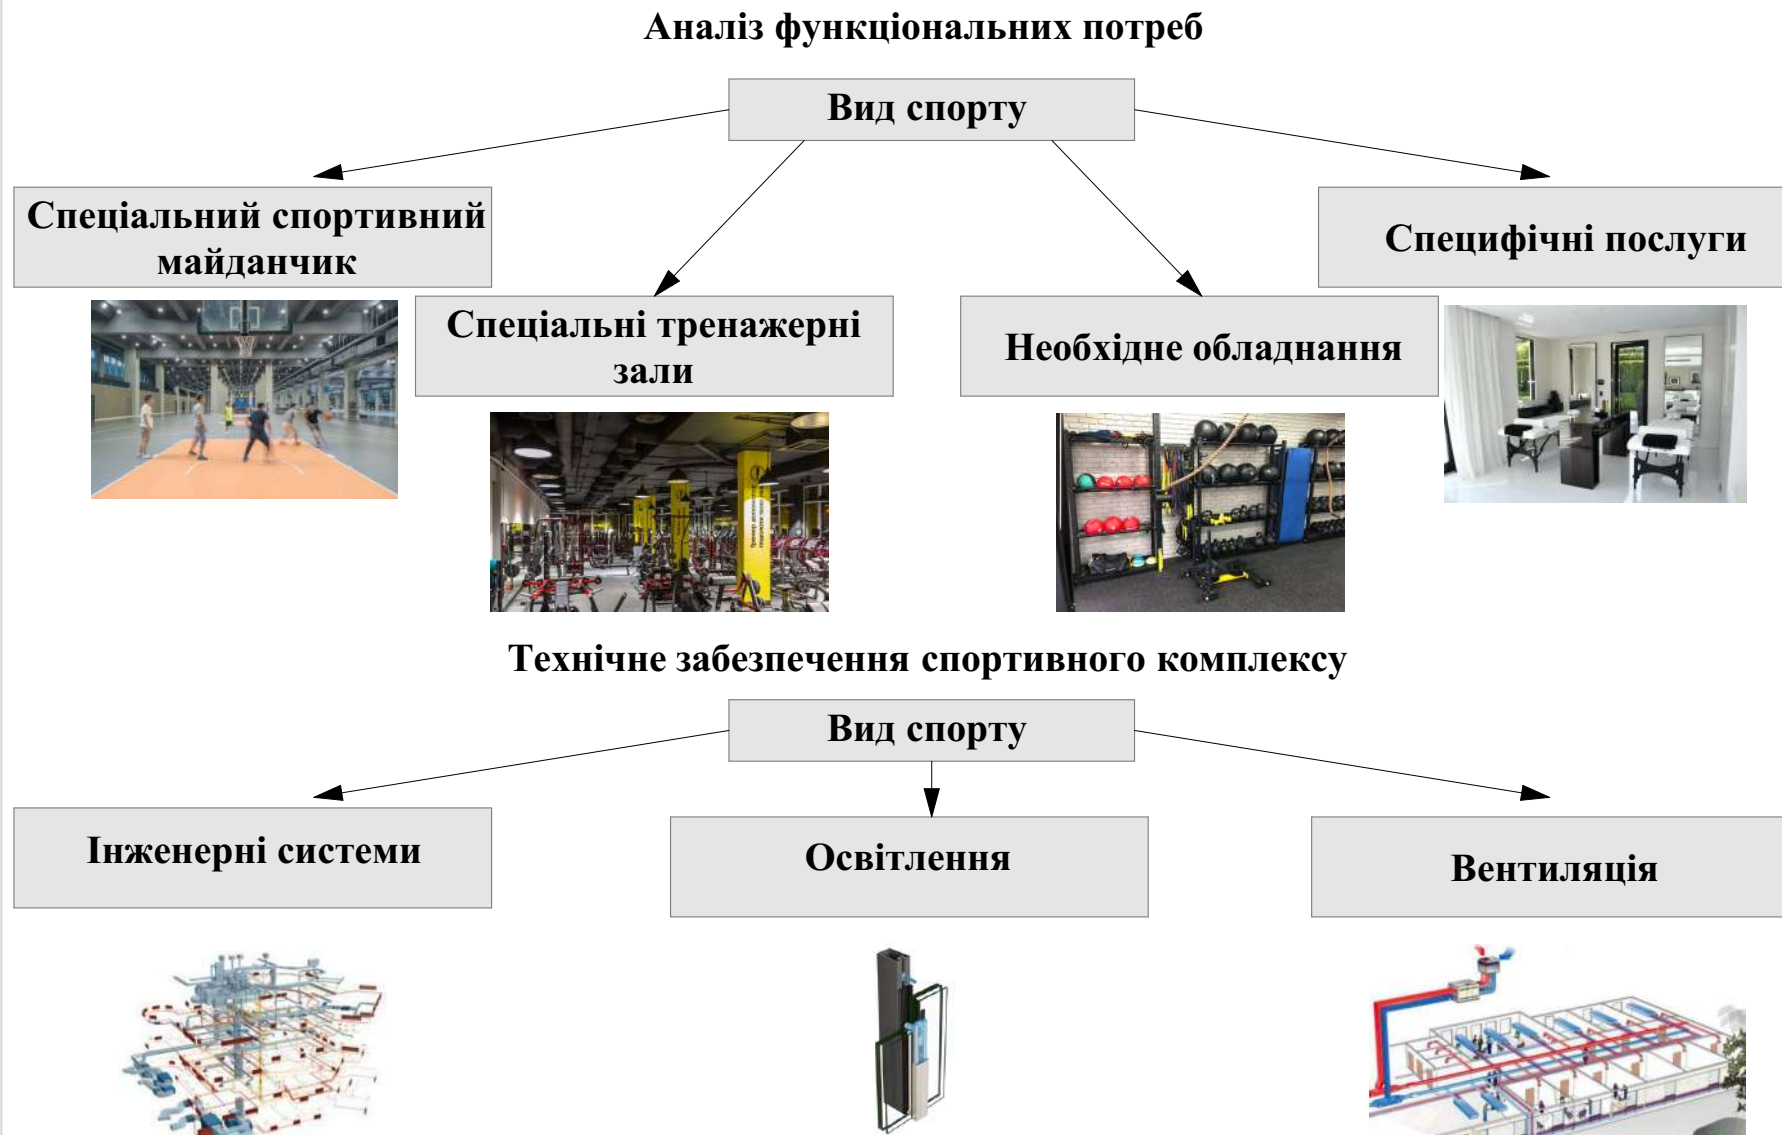 Аналіз функціональних потреб
Вид спорту
Спеціальний спортивний
майданчик
Специфічні послуги
Спеціальні тренажерні
зали
Необхідне обладнання
Технічне забезпечення спортивного комплексу
Вид спорту
Інженерні системи
Освітлення
Вентиляція